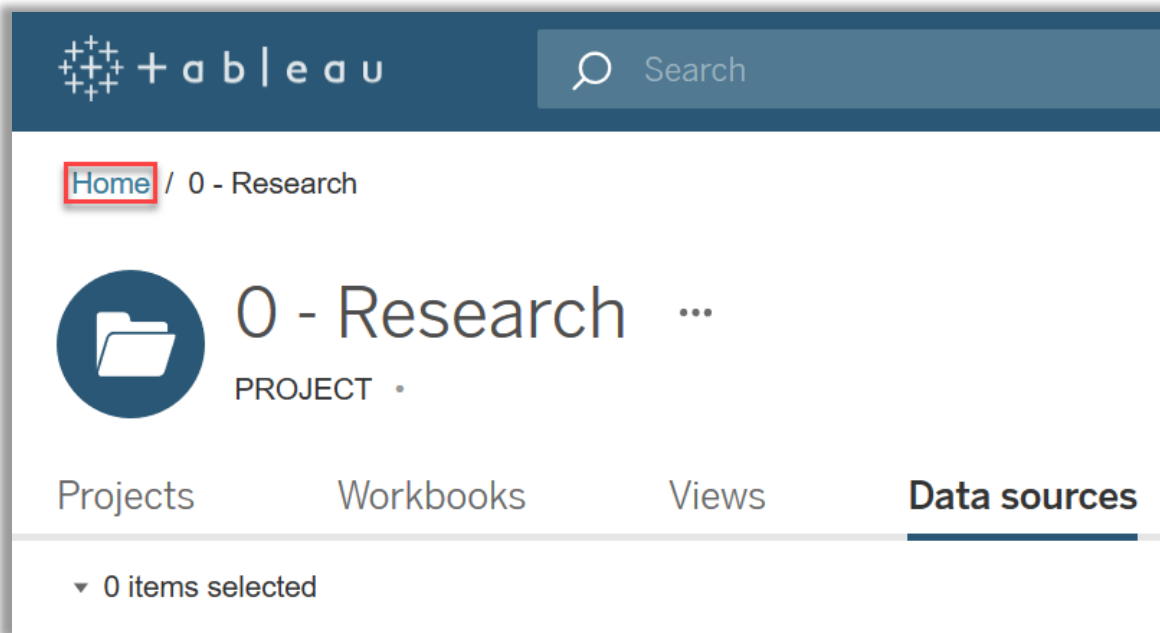 + a b | e a u
Search
Home / 0 - Research
0 - Research ...
PROJECT •
Projects Workbooks Views Data sources
0 items selected